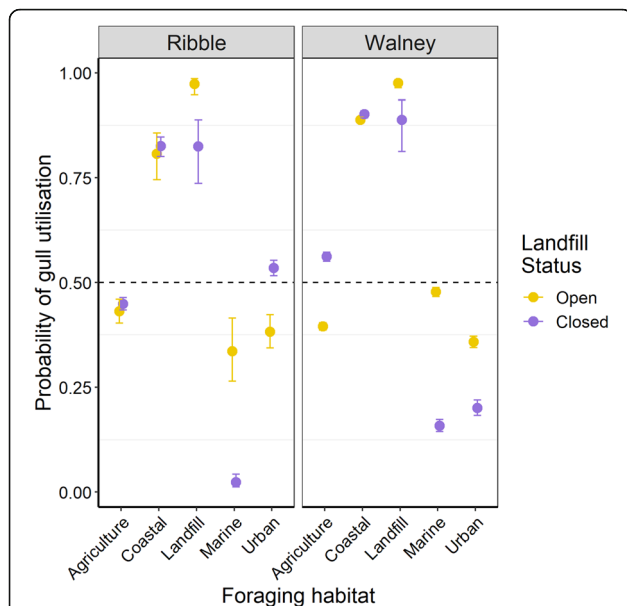 Ribble Walney
1.00
0.75
0.50
0.25
0.00
Probability of gull utilisation
Agriculture Coastal Landfill Marine Urban Agriculture Coastal Landfill Marine Urban
Foraging habitat
Landfill
Status
Open
Closed